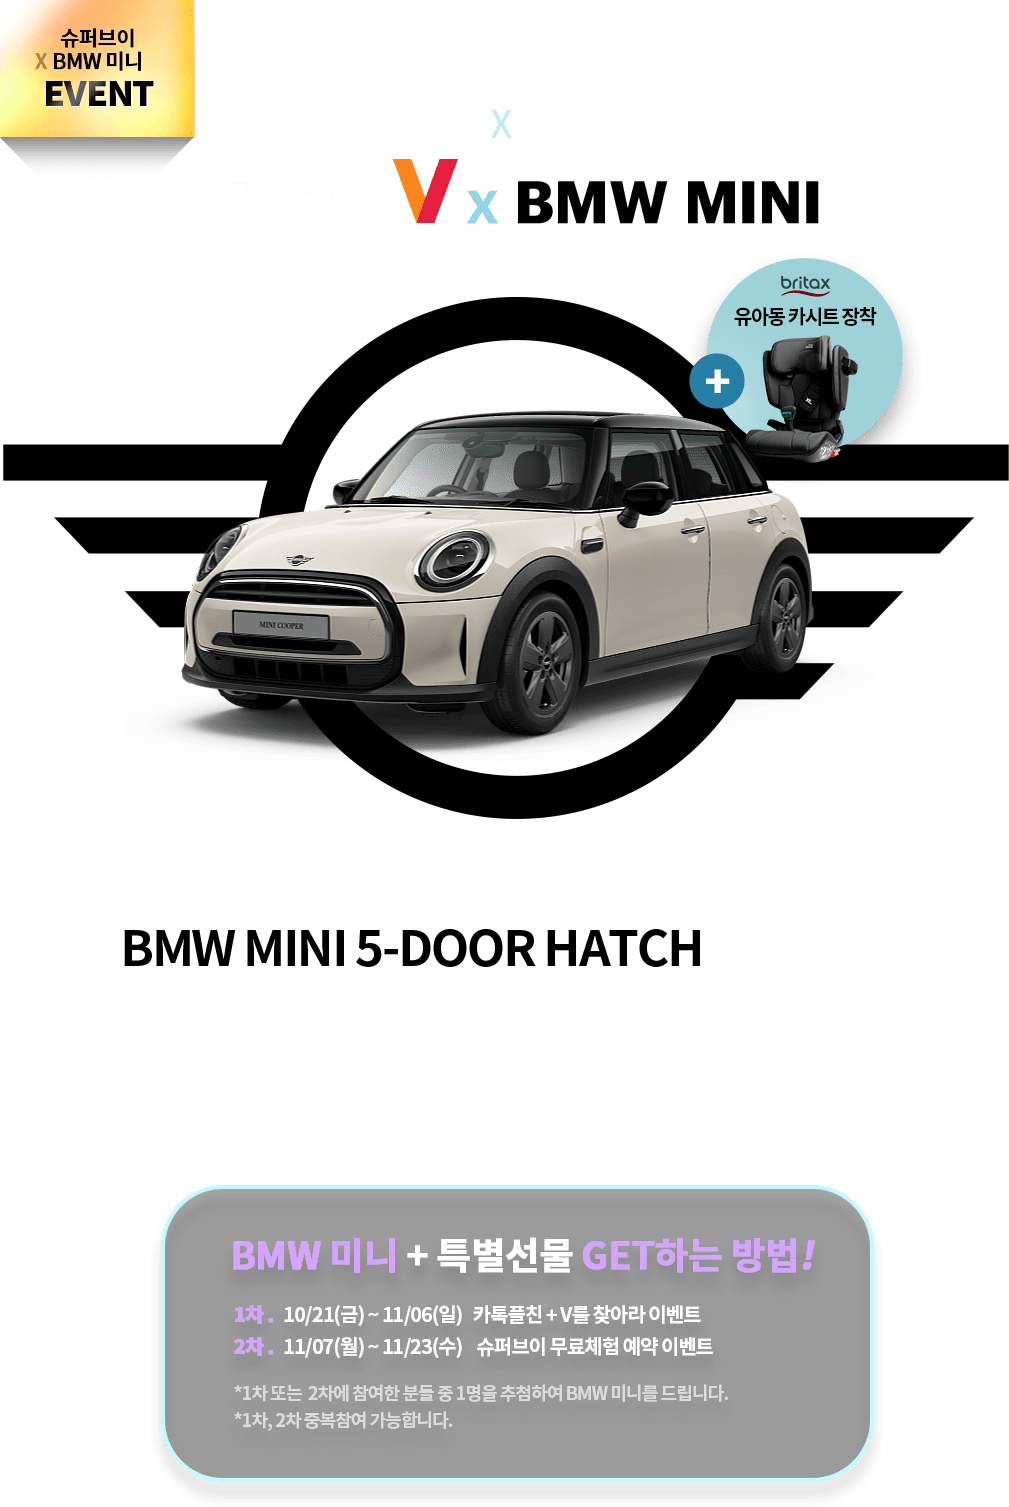 슈퍼브이
X BMW 미니
EVENT
X
V x BMW MINI
britax
유아동 카시트 장착
+
MINI COOPER
BMW MINI 5-DOOR HATCH
BMW 미니 + 특별선물 GET하는 방법!
1차. 10/21(금) ~ 11/06(일) 카톡플친 + V를 찾아라 이벤트
2차. 11/07(월) ~ 11/23(수) 슈퍼브이 무료체험 예약 이벤트
*1차 또는 2차에 참여한 분들 중 1명을 추첨하여 BMW 미니를 드립니다.
*1차, 2차 중복참여 가능합니다.